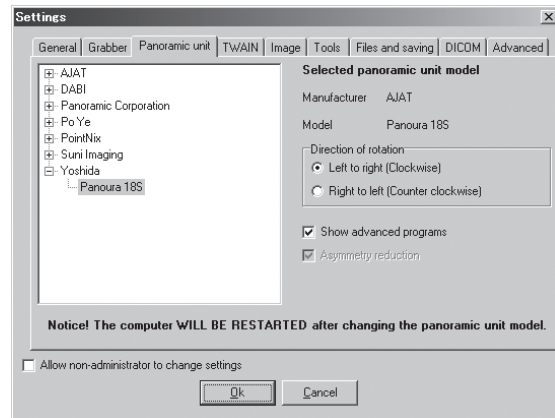 Settings
General Grabber Panoramic unit TWAIN Image Tools Files and saving DICOM Advanced
AJAT
DABI
Panoramic Corporation
Po Ye
PointNix
Suni Imaging
Yoshida
Panoura 18S
Selected panoramic unit model
Manufacturer AJAT
Model Panoura 18S
Direction of rotation
Left to right (Clockwise)
Right to left (Counter clockwise)
Show advanced programs
Asymmetry reduction
Notice! The computer WILL BE RESTARTED after changing the panoramic unit model.
Allow non-administrator to change settings
Ok Cancel